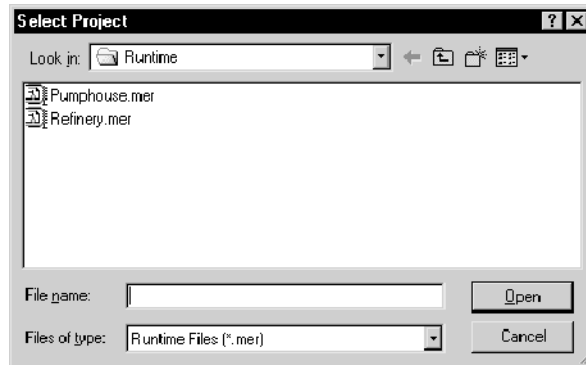 Select Project
Look in: Runtime
Pumphouse.mer
Refinery.mer
File name: Open
Files of type: Runtime Files (*.mer) Cancel